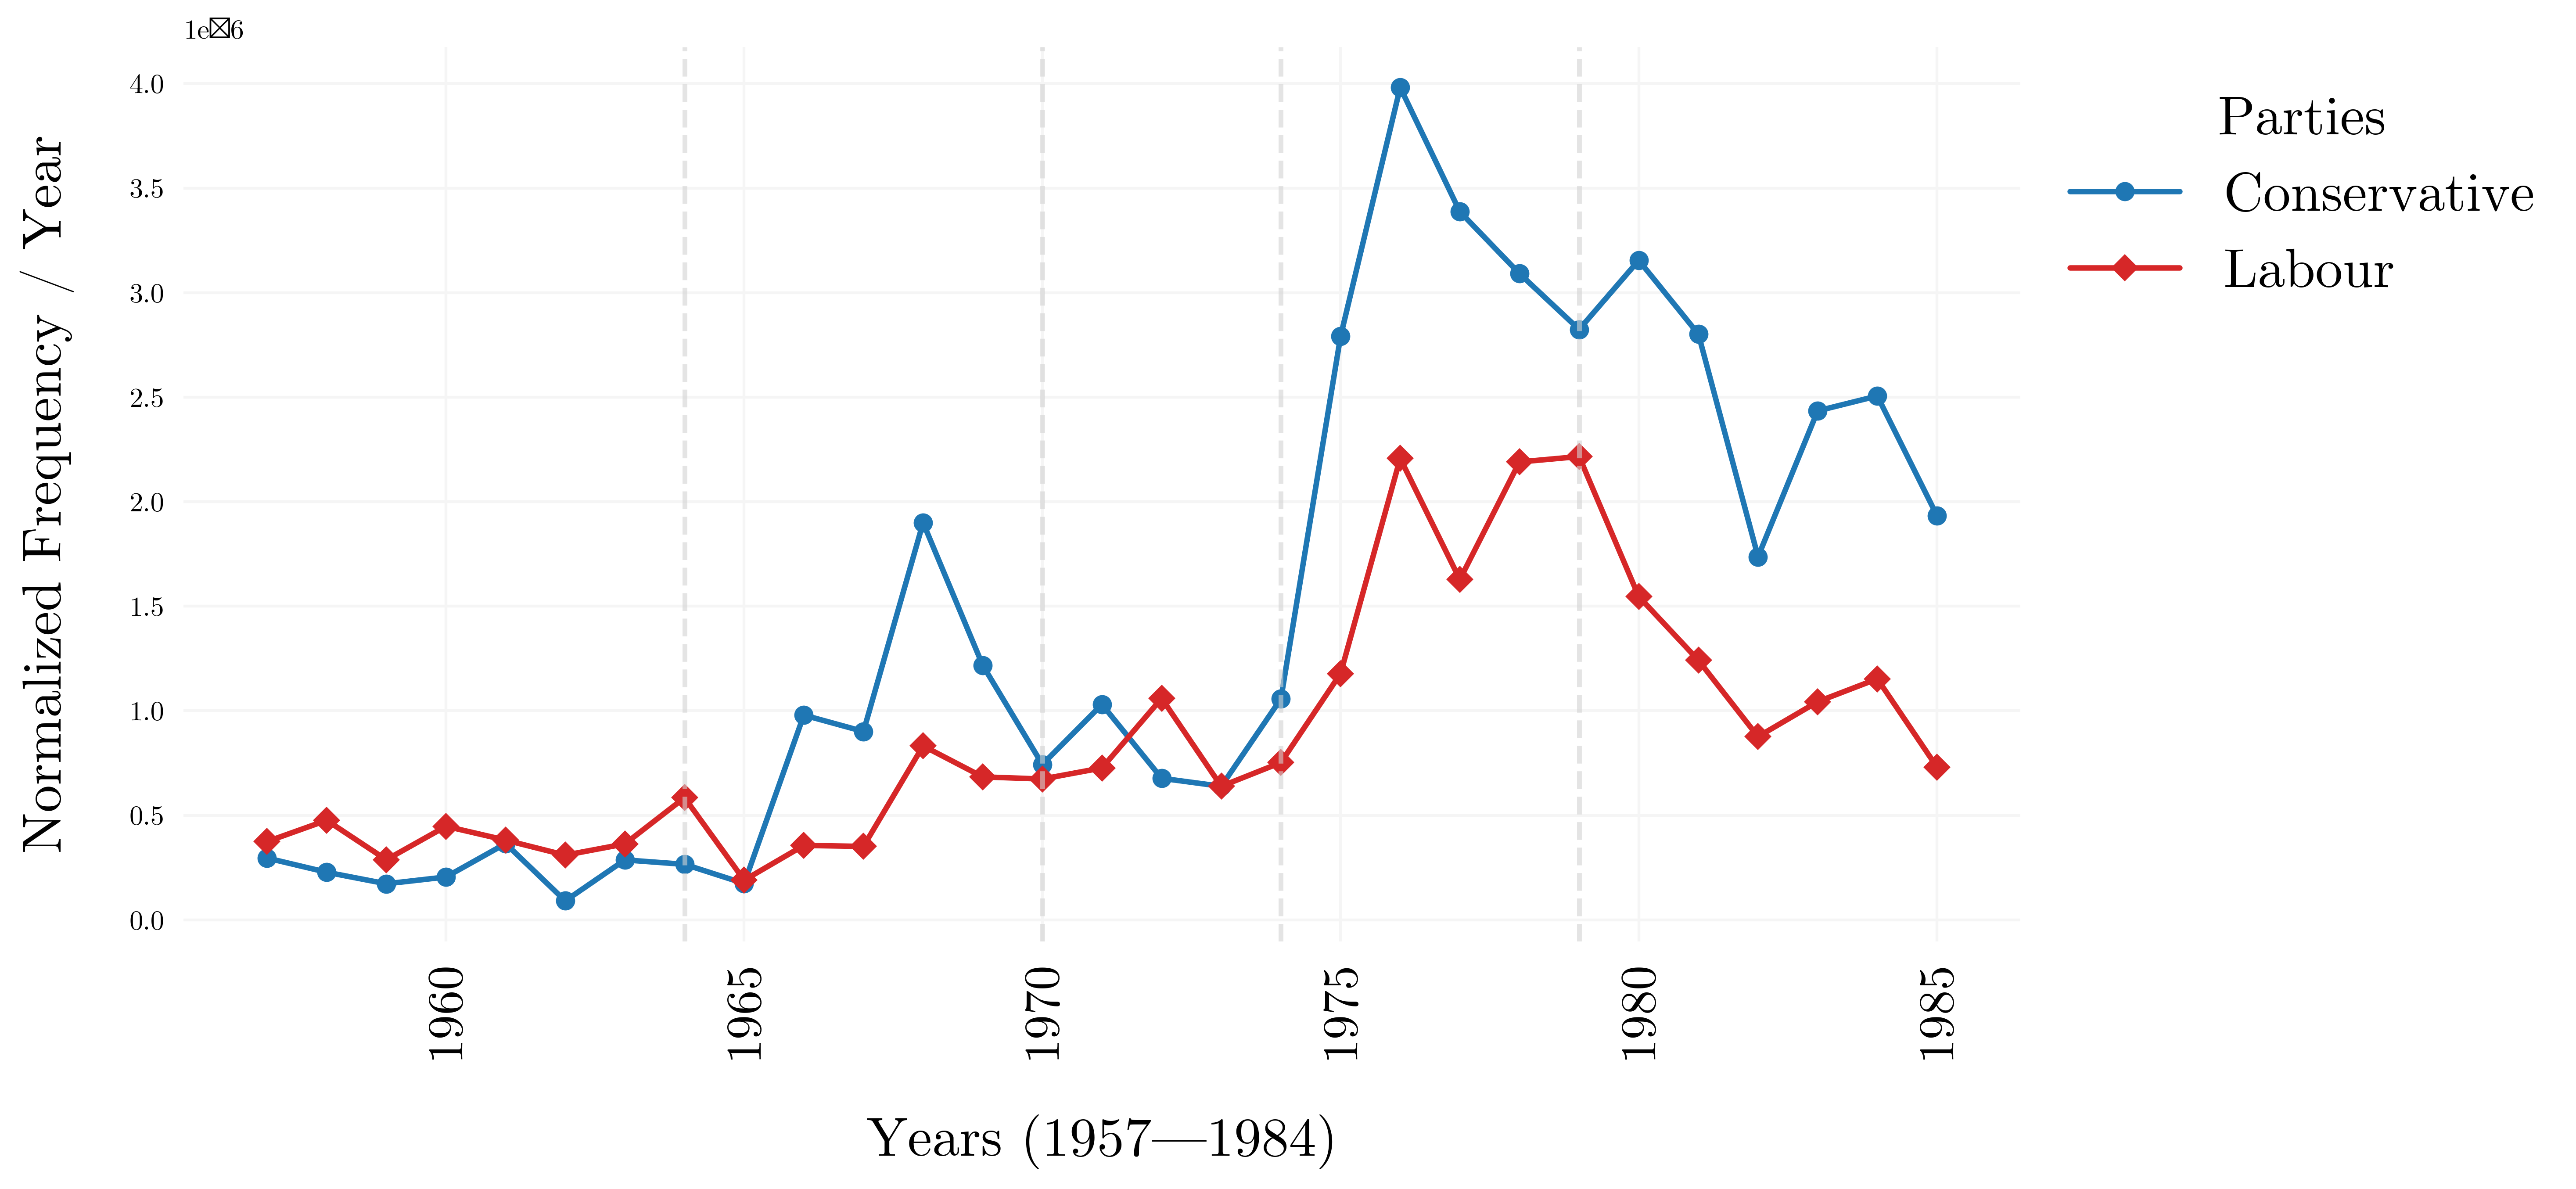 1e☒6
4.0
3.5
3.0
2.5
2.0
1.5
1.0
0.5
0.0
Normalized Frequency / Year
1960
1965
1970
1975
1980
1985
Years (1957—1984)
Parties
Conservative
Labour